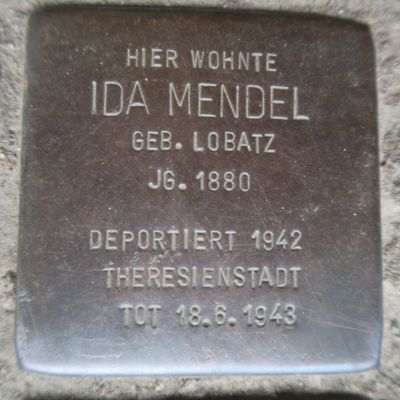 HIER WOHNTE
IDA MENDEL
GEB. LOBATZ
JG. 1880
DEPORTIERT 1942
THERESIENSTADT
TOT 18.6.1943